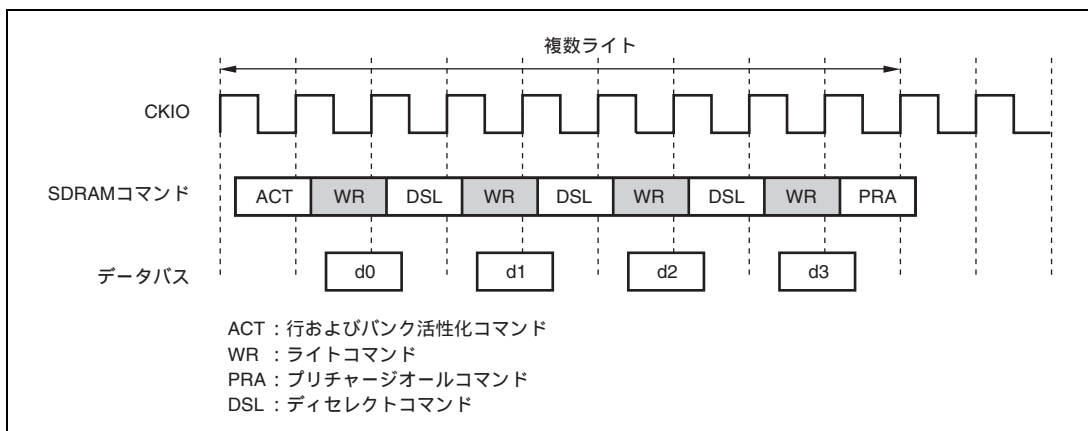 複数ライト
CKIO
SDRAMコマンド
ACT WR DSL WR DSL WR DSL WR PRA
データバス
d0 d1 d2 d3
ACT : 行およびバンク活性化コマンド
WR : ライトコマンド
PRA : プリチャージオールコマンド
DSL : ディセレクトコマンド